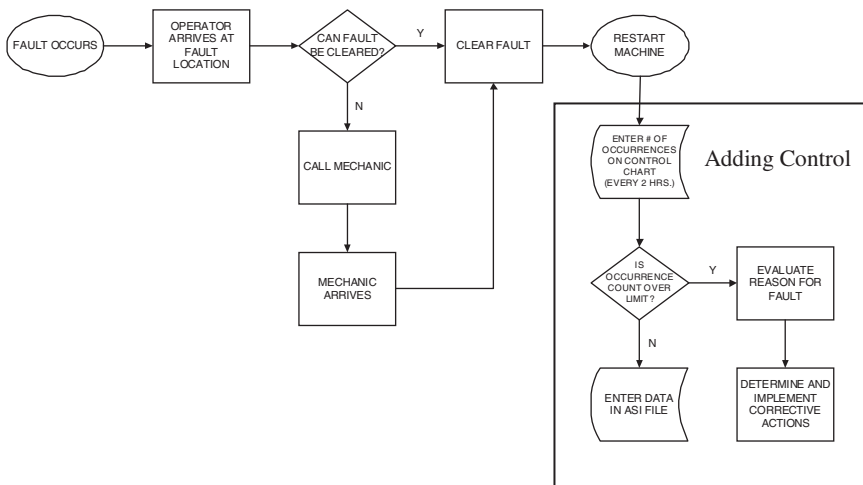 FAULT OCCURS
OPERATOR
ARRIVES AT
FAULT
LOCATION
CAN FAULT
BE CLEARED?
Y
CLEAR FAULT
RESTART
MACHINE
N
CALL MECHANIC
MECHANIC
ARRIVES
ENTER # OF
OCCURRENCES
ON CONTROL
CHART
(EVERY 2 HRS.)
Adding Control
IS
OCCURRENCE
COUNT OVER
LIMIT?
Y
EVALUATE
REASON FOR
FAULT
N
ENTER DATA
IN ASI FILE
DETERMINE AND
IMPLEMENT
CORRECTIVE
ACTIONS